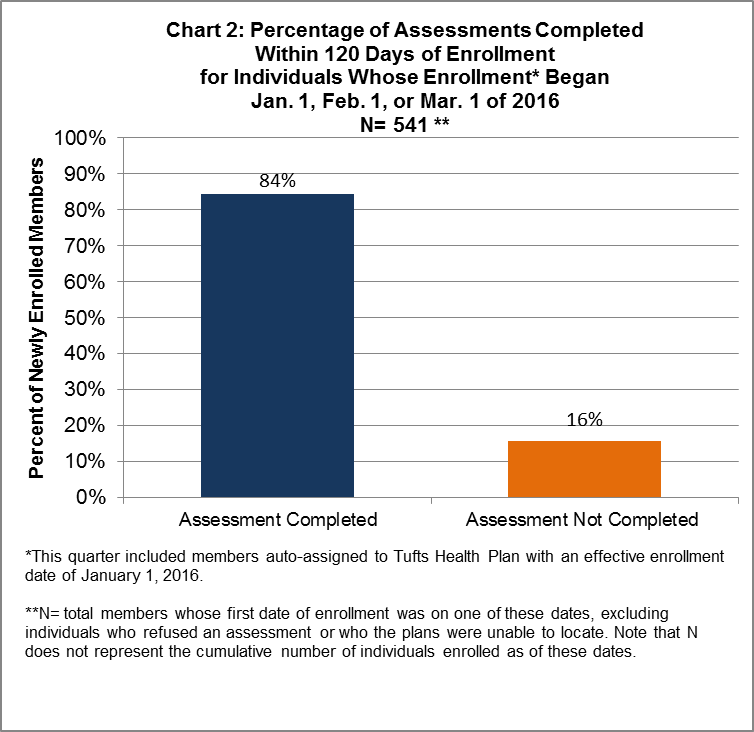 Chart 2: Percentage of Assessments Completed
Within 120 Days of Enrollment
for Individuals Whose Enrollment* Began
Jan. 1, Feb. 1, or Mar. 1 of 2016
N= 541 **
Percent of Newly Enrolled Members
100%
90%
80%
70%
60%
50%
40%
30%
20%
10%
0%
84%
16%
Assessment Completed
Assessment Not Completed
*This quarter included members auto-assigned to Tufts Health Plan with an effective enrollment
date of January 1, 2016.
**N= total members whose first date of enrollment was on one of these dates, excluding
individuals who refused an assessment or who the plans were unable to locate. Note that N
does not represent the cumulative number of individuals enrolled as of these dates.